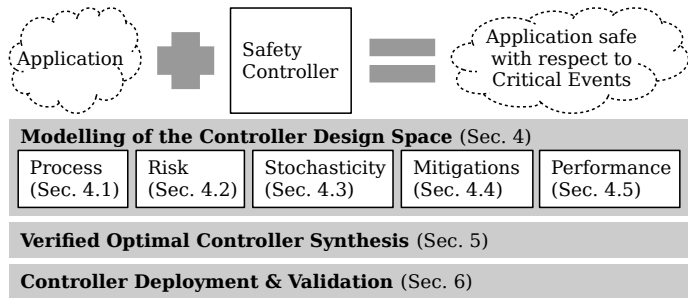 Application
Safety
Controller
Application safe
with respect to
Critical Events
Modelling of the Controller Design Space (Sec. 4)
Process
(Sec. 4.1)
Risk
(Sec. 4.2)
Stochasticity
(Sec. 4.3)
Mitigations
(Sec. 4.4)
Performance
(Sec. 4.5)
Verified Optimal Controller Synthesis (Sec. 5)
Controller Deployment & Validation (Sec. 6)